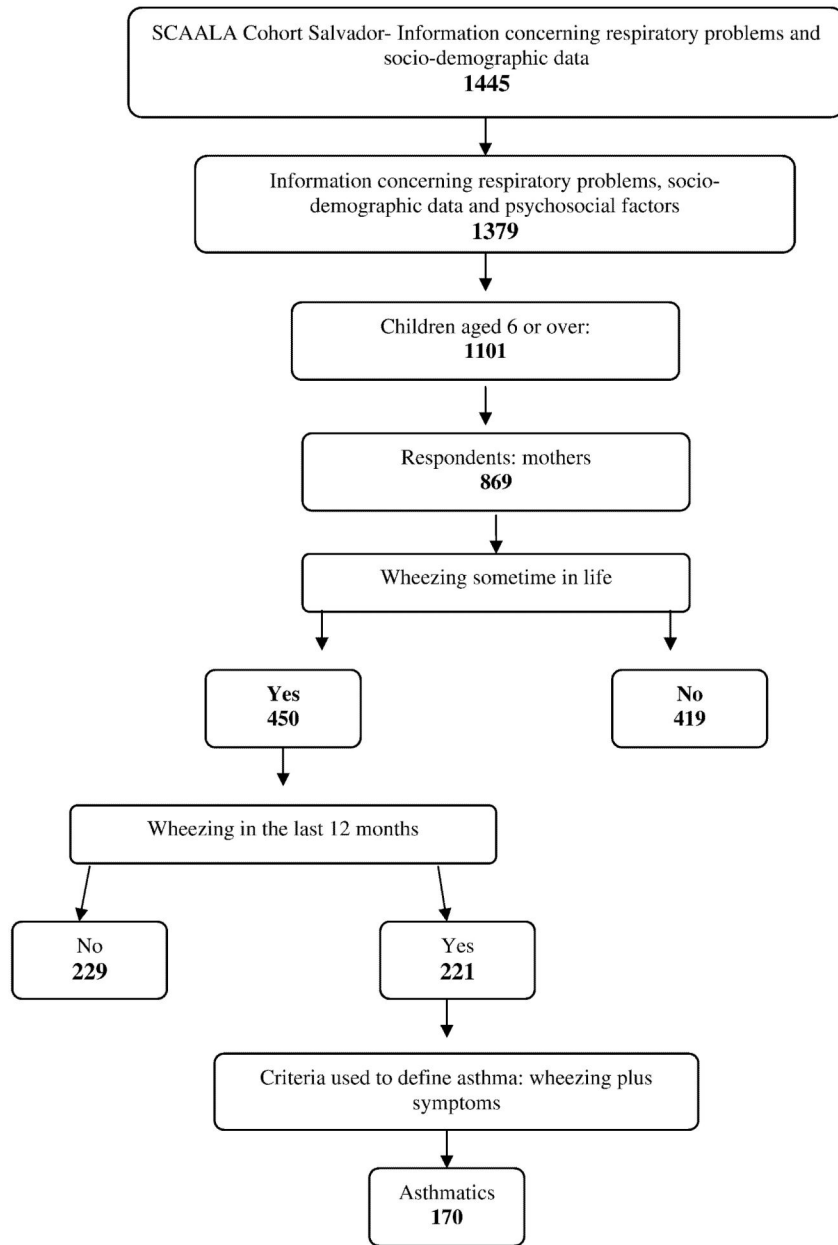 SCAALA Cohort Salvador- Information concerning respiratory problems and
socio-demographic data
1445
Information concerning respiratory problems, socio-
demographic data and psychosocial factors
1379
Children aged 6 or over:
1101
Respondents: mothers
869
Wheezing sometime in life
Yes
450
No
419
Wheezing in the last 12 months
No
229
Yes
221
Criteria used to define asthma: wheezing plus
symptoms
Asthmatics
170